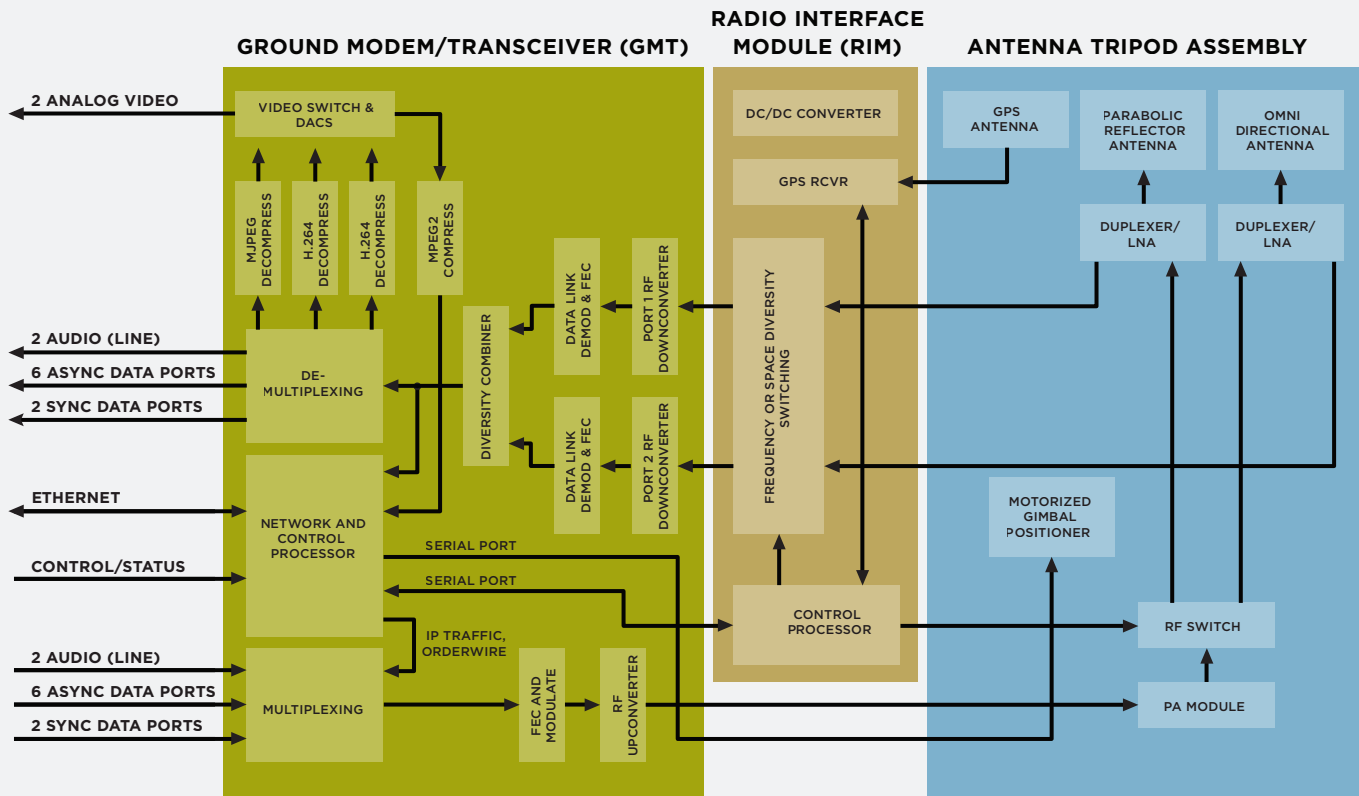 GROUND MODEM/TRANSCEIVER (GMT)
RADIO INTERFACE
MODULE (RIM)
ANTENNA TRIPOD ASSEMBLY
2 ANALOG VIDEO
VIDEO SWITCH &
DACS
MJPEG
DECOMPRESS
H.264
DECOMPRESS
H.264
DECOMPRESS
MPEG2
COMPRESS
2 AUDIO (LINE)
6 ASYNC DATA PORTS
2 SYNC DATA PORTS
DE-
MULTIPLEXING
DIVERSITY COMBINER
DATA LINK
DEMOD & FEC
PORT 1 RF
DOWNCONVERTER
DATA LINK
DEMOD & FEC
PORT 2 RF
DOWNCONVERTER
ETHERNET
CONTROL/STATUS
NETWORK AND
CONTROL
PROCESSOR
SERIAL PORT
SERIAL PORT
IP TRAFFIC,
ORDERWIRE
2 AUDIO (LINE)
6 ASYNC DATA PORTS
2 SYNC DATA PORTS
MULTIPLEXING
FEC AND
MODULATE
RF
UPCONVERTER
DC/DC CONVERTER
GPS RCVR
FREQUENCY OR SPACE DIVERSITY
SWITCHING
CONTROL
PROCESSOR
GPS
ANTENNA
PARABOLIC
REFLECTOR
ANTENNA
OMNI
DIRECTIONAL
ANTENNA
DUPLEXER/
LNA
DUPLEXER/
LNA
MOTORIZED
GIMBAL
POSITIONER
RF SWITCH
PA MODULE